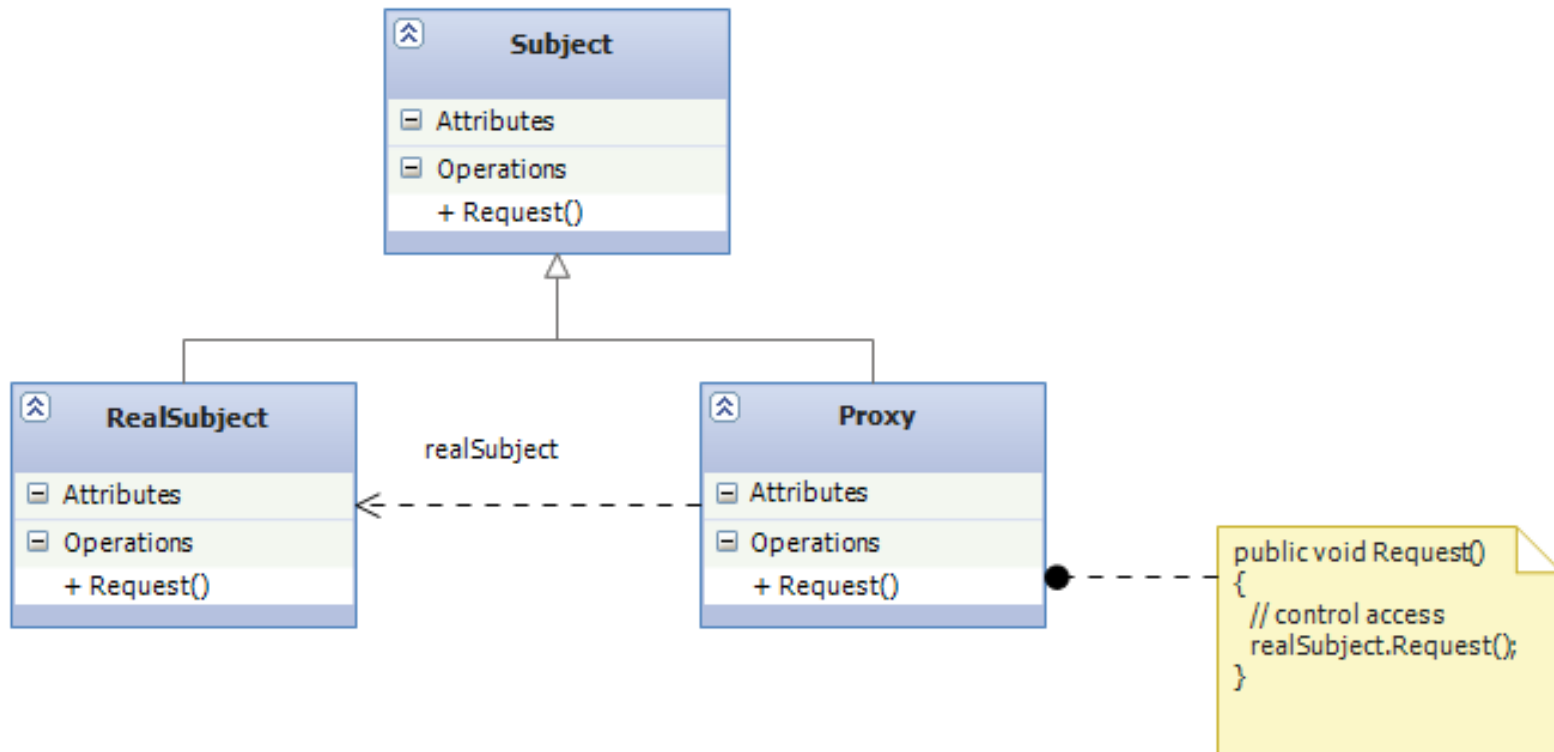 Subject
Attributes
Operations
+ Request()
RealSubject
Attributes
Operations
+ Request()
realSubject
Proxy
Attributes
Operations
+ Request()
public void Request()
{
// control access
realSubject.Request();
}